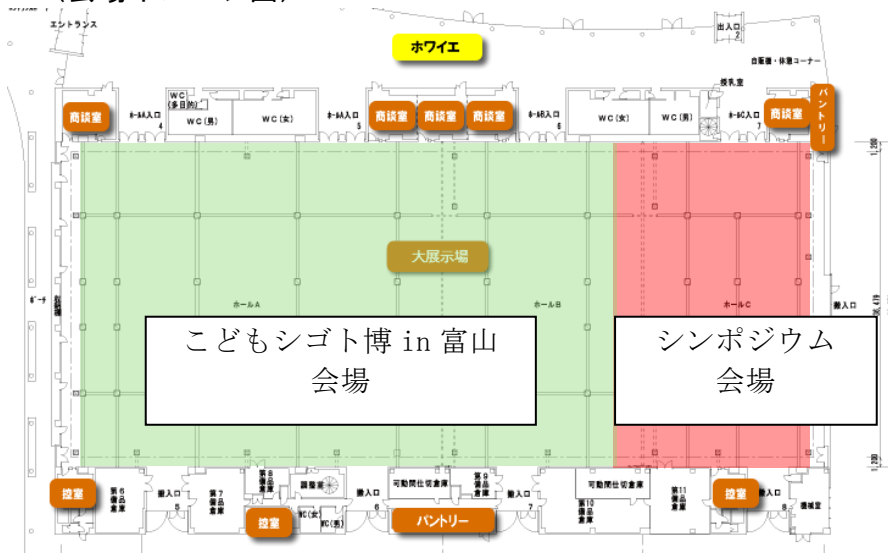 エントランス
ホワイエ
出入口
2
自販機・休憩コーナー
授乳室
パントリー
商談室
ホールA入口
4
WC
(多目的)
WC(男)
WC(女)
ホールA入口
5
商談室
商談室
商談室
ホールB入口
6
WC(女)
WC(男)
ホールC入口
7
商談室
1,200
大展示場
ホールA
ホールB
ホールC
搬入口
こどもシゴト博 in 富山
会場
シンポジウム
会場
1,200
控室
第6
備品
倉庫
搬入口
5
第7
備品
倉庫
第8
備品
倉庫
控室
調整室
WC(女)
WC(男)
搬入口
6
可動間仕切倉庫
パントリー
第9
備品
倉庫
搬入口
7
第10
備品
倉庫
可動間仕切倉庫
第11
備品
倉庫
控室
搬入口
8
機械室